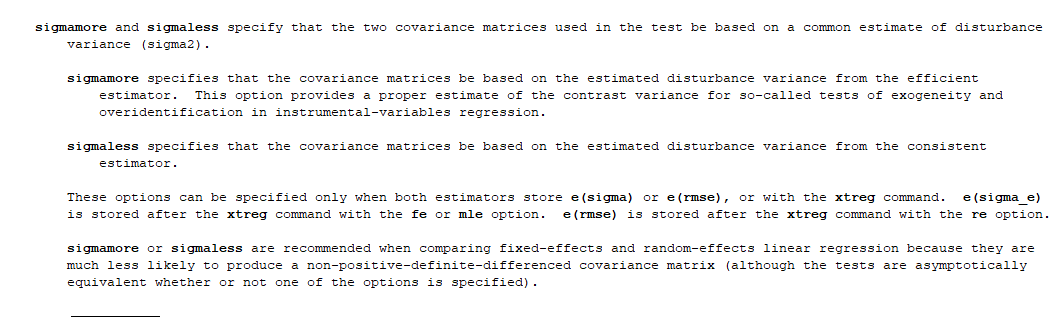 sigmamore and sigmaless specify that the two covariance matrices used in the test be based on a common estimate of disturbance
variance (sigma2).
sigmamore specifies that the covariance matrices be based on the estimated disturbance variance from the efficient
estimator. This option provides a proper estimate of the contrast variance for so-called tests of exogeneity and
overidentification in instrumental-variables regression.
sigmaless specifies that the covariance matrices be based on the estimated disturbance variance from the consistent
estimator.
These options can be specified only when both estimators store e(sigma) or e(rmse), or with the xtreg command. e(sigma_e)
is stored after the xtreg command with the fe or mle option. e(rmse) is stored after the xtreg command with the re option.
sigmamore or sigmaless are recommended when comparing fixed-effects and random-effects linear regression because they are
much less likely to produce a non-positive-definite-differenced covariance matrix (although the tests are asymptotically
equivalent whether or not one of the options is specified).